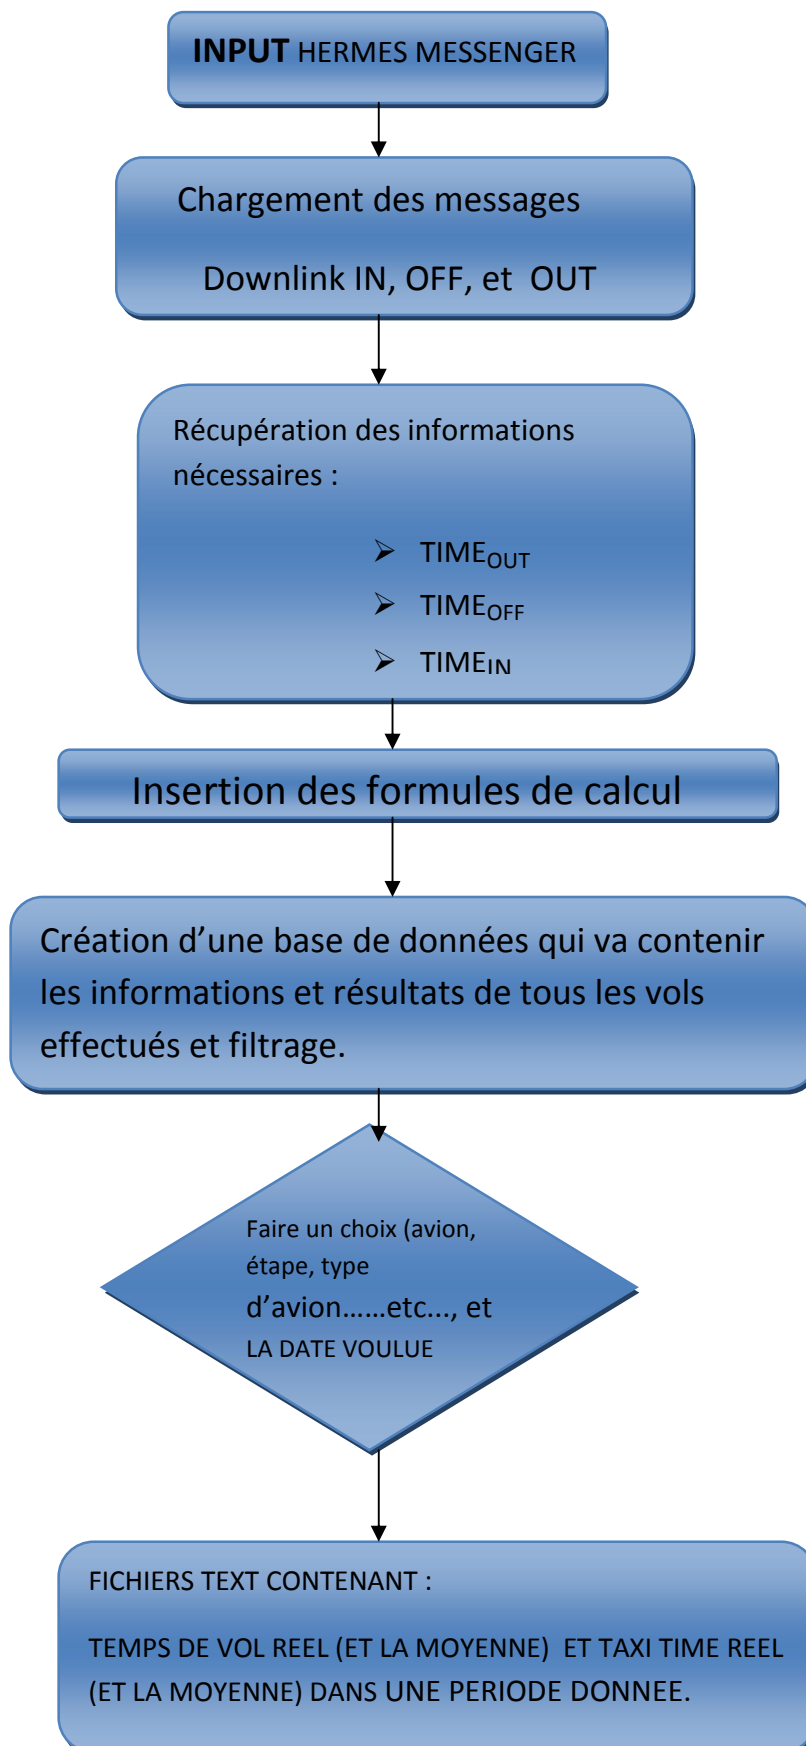 INPUT HERMES MESSENGER
Chargement des messages
Downlink IN, OFF, et OUT
Récupération des informations
nécessaires :
➢ TIMEOUT
➢ TIMEOFF
➢ TIMEIN
Insertion des formules de calcul
Création d’une base de données qui va contenir
les informations et résultats de tous les vols
effectués et filtrage.
Faire un choix (avion,
étape, type
d’avion……etc..., et
LA DATE VOULUE
FICHIERS TEXT CONTENANT :
TEMPS DE VOL REEL (ET LA MOYENNE) ET TAXI TIME REEL
(ET LA MOYENNE) DANS UNE PERIODE DONNEE.